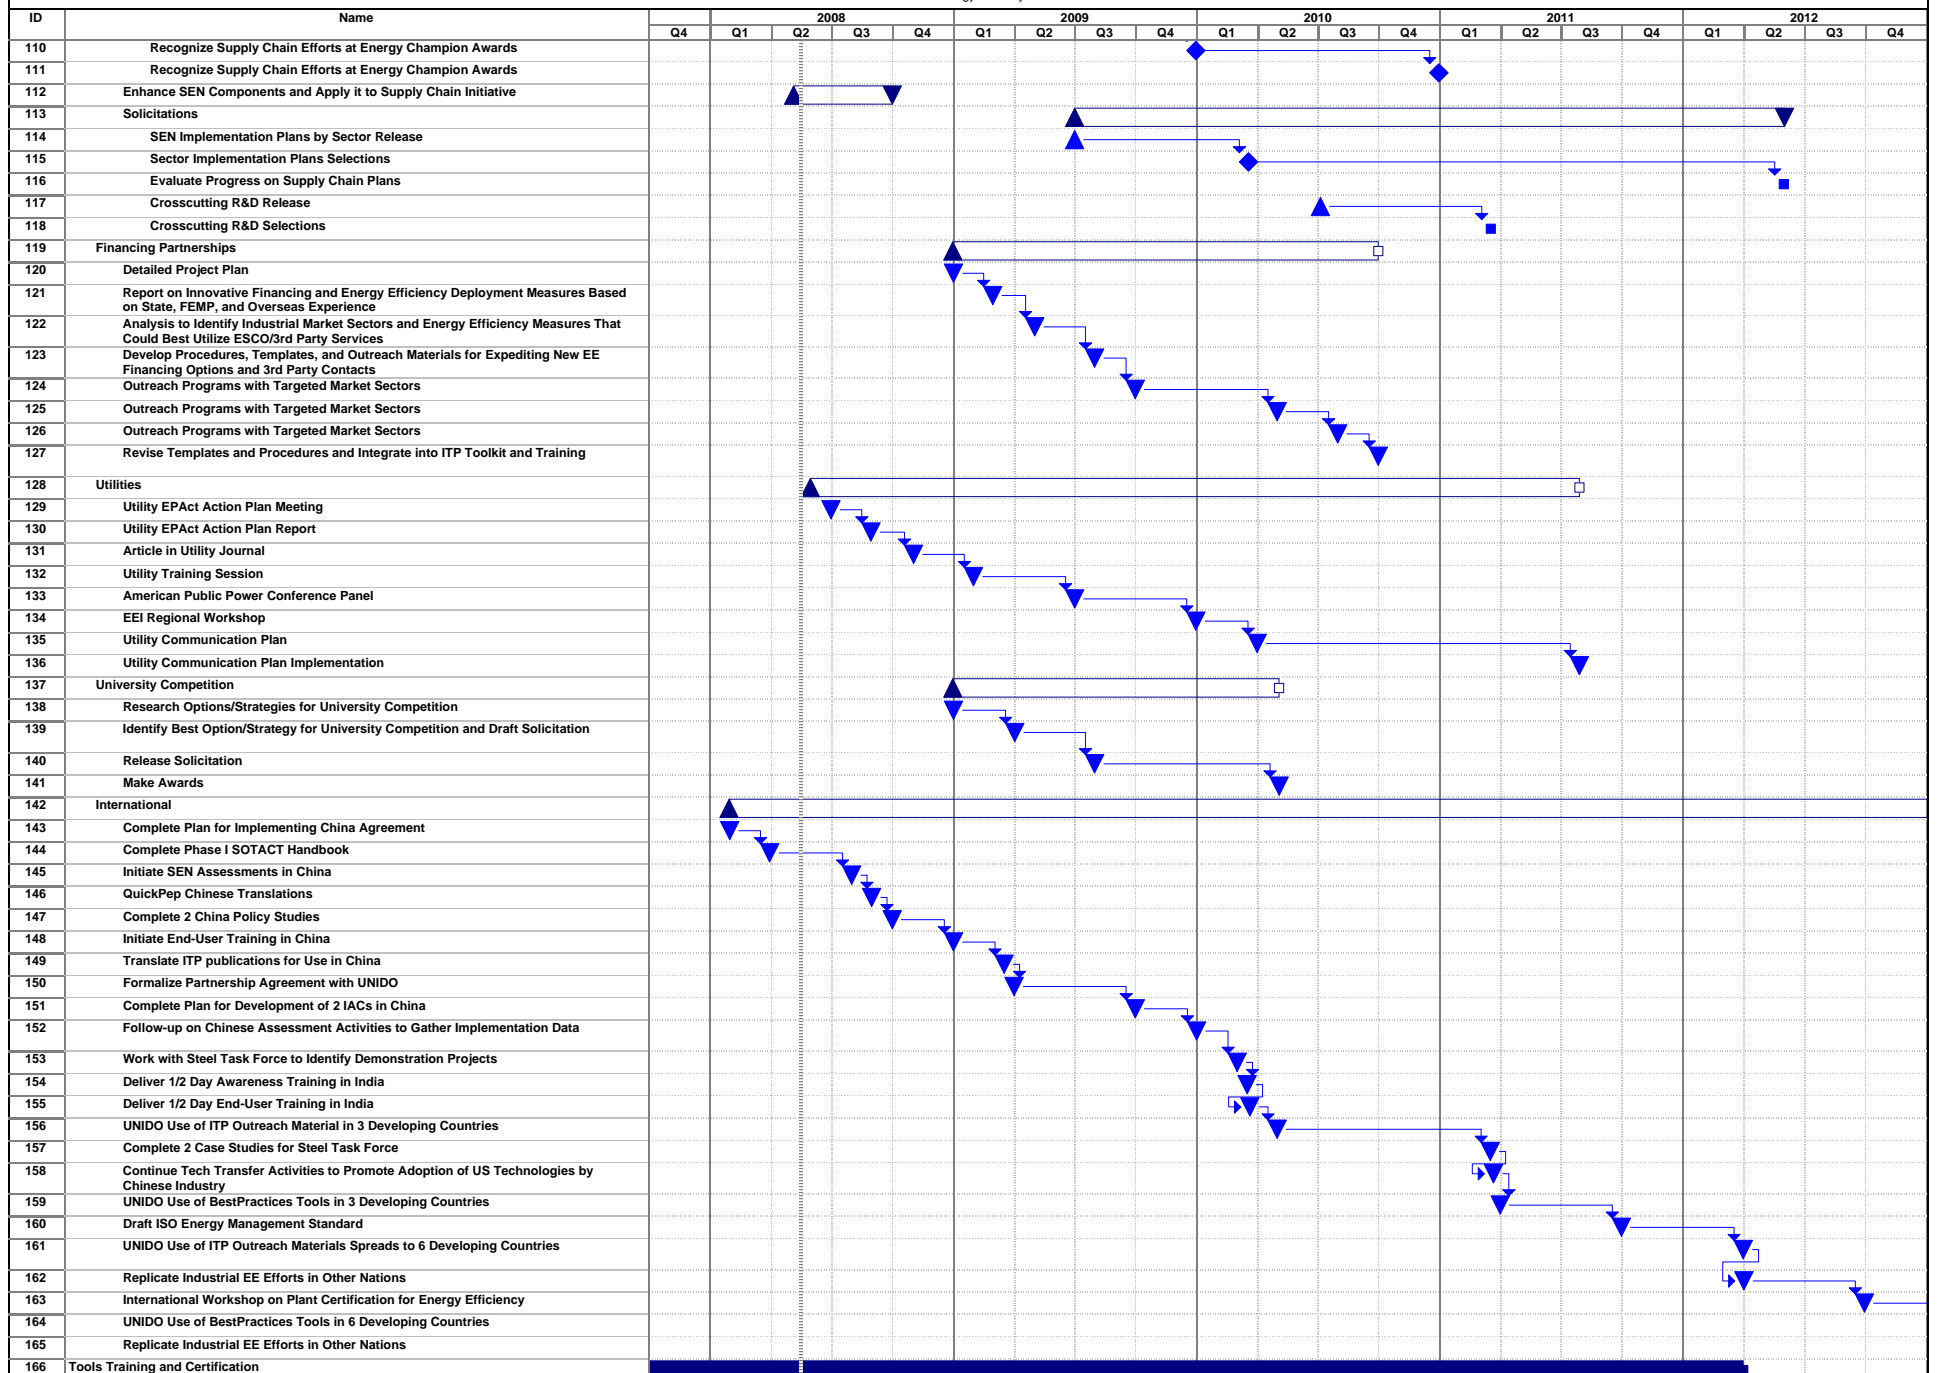 ID Name 2008 2009 2010 2011 2012
Q4 Q1 Q2 Q3 Q4 Q1 Q2 Q3 Q4 Q1 Q2 Q3 Q4 Q1 Q2 Q3 Q4 Q1 Q2 Q3 Q4
110 Recognize Supply Chain Efforts at Energy Champion Awards
111 Recognize Supply Chain Efforts at Energy Champion Awards
112 Enhance SEN Components and Apply it to Supply Chain Initiative
113 Solicitations
114 SEN Implementation Plans by Sector Release
115 Sector Implementation Plans Selections
116 Evaluate Progress on Supply Chain Plans
117 Crosscutting R&D Release
118 Crosscutting R&D Selections
119 Financing Partnerships
120 Detailed Project Plan
121 Report on Innovative Financing and Energy Efficiency Deployment Measures Based
on State, FEMP, and Overseas Experience
122 Analysis to Identify Industrial Market Sectors and Energy Efficiency Measures That
Could Best Utilize ESCO/3rd Party Services
123 Develop Procedures, Templates, and Outreach Materials for Expediting New EE
Financing Options and 3rd Party Contacts
124 Outreach Programs with Targeted Market Sectors
125 Outreach Programs with Targeted Market Sectors
126 Outreach Programs with Targeted Market Sectors
127 Revise Templates and Procedures and Integrate into ITP Toolkit and Training
128 Utilities
129 Utility EPAct Action Plan Meeting
130 Utility EPAct Action Plan Report
131 Article in Utility Journal
132 Utility Training Session
133 American Public Power Conference Panel
134 EEI Regional Workshop
135 Utility Communication Plan
136 Utility Communication Plan Implementation
137 University Competition
138 Research Options/Strategies for University Competition
139 Identify Best Option/Strategy for University Competition and Draft Solicitation
140 Release Solicitation
141 Make Awards
142 International
143 Complete Plan for Implementing China Agreement
144 Complete Phase I SOTACT Handbook
145 Initiate SEN Assessments in China
146 QuickPep Chinese Translations
147 Complete 2 China Policy Studies
148 Initiate End-User Training in China
149 Translate ITP publications for Use in China
150 Formalize Partnership Agreement with UNIDO
151 Complete Plan for Development of 2 IACs in China
152 Follow-up on Chinese Assessment Activities to Gather Implementation Data
153 Work with Steel Task Force to Identify Demonstration Projects
154 Deliver 1/2 Day Awareness Training in India
155 Deliver 1/2 Day End-User Training in India
156 UNIDO Use of ITP Outreach Material in 3 Developing Countries
157 Complete 2 Case Studies for Steel Task Force
158 Continue Tech Transfer Activities to Promote Adoption of US Technologies by
Chinese Industry
159 UNIDO Use of BestPractices Tools in 3 Developing Countries
160 Draft ISO Energy Management Standard
161 UNIDO Use of ITP Outreach Materials Spreads to 6 Developing Countries
162 Replicate Industrial EE Efforts in Other Nations
163 International Workshop on Plant Certification for Energy Efficiency
164 UNIDO Use of BestPractices Tools in 6 Developing Countries
165 Replicate Industrial EE Efforts in Other Nations
166 Tools Training and Certification